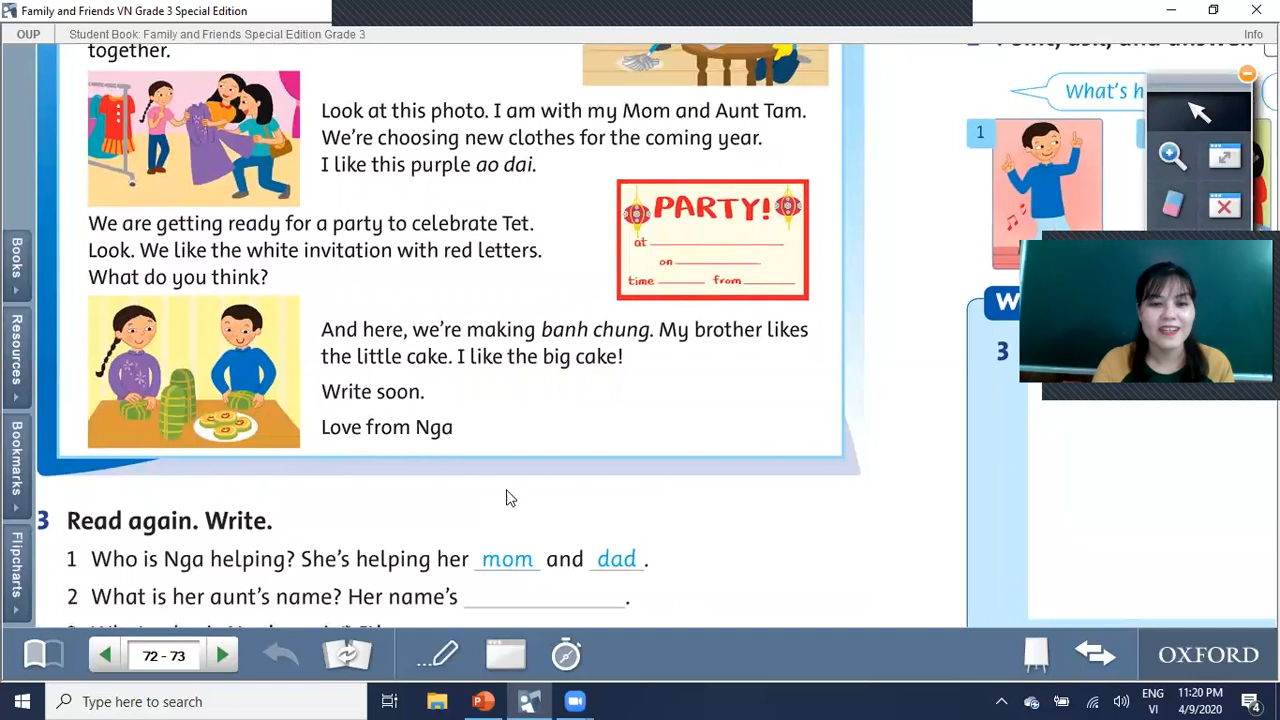 Family and Friends VN Grade 3 Special Edition
OUP
Student Book: Family and Friends Special Edition Grade 3
Info
together.
Look at this photo. I am with my Mom and Aunt Tam.
We're choosing new clothes for the coming year.
I like this purple ao dai.
We are getting ready for a party to celebrate Tet.
Look. We like the white invitation with red letters.
What do you think?
PARTY!
at
on
time from
And here, we're making banh chung. My brother likes
the little cake. I like the big cake!
Write soon.
Love from Nga
3 Read again. Write.
1 Who is Nga helping? She's helping her mom and dad.
2 What is her aunt's name? Her name's .
Point, ask, and answer.
What's h
1
W
3
Books
Resources
Bookmarks
Flipcharts
72 - 73
OXFORD
Type here to search
ENG
VI
11:20 PM
4/9/2020
4